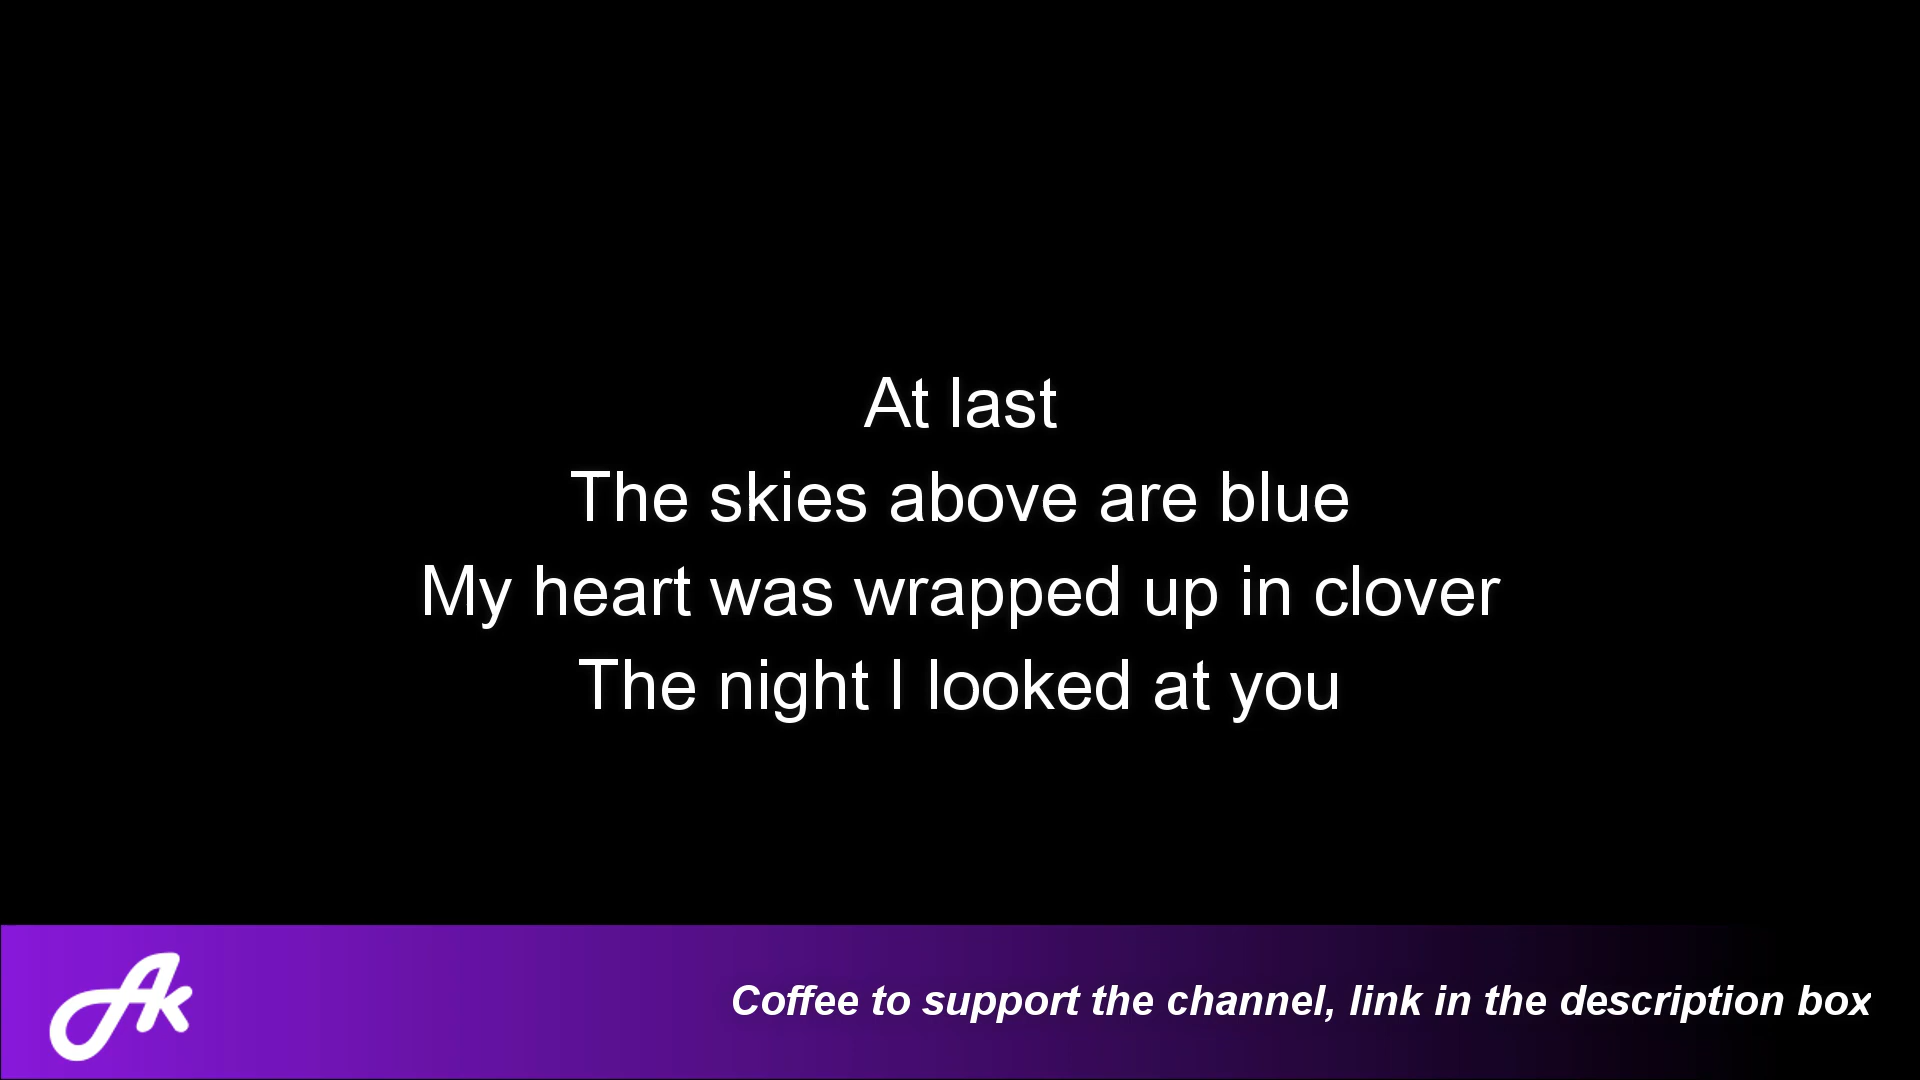 At last
The skies above are blue
My heart was wrapped up in clover
The night I looked at you
Ak
Coffee to support the channel, link in the description box